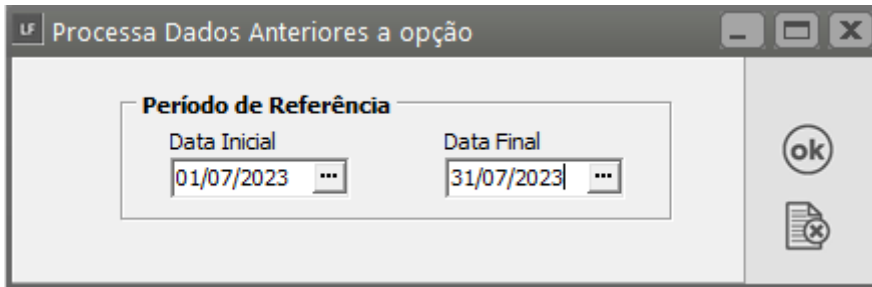 LF Processa Dados Anteriores a opção
Período de Referência
Data Inicial Data Final
01/07/2023 ... 31/07/2023 ...
ok